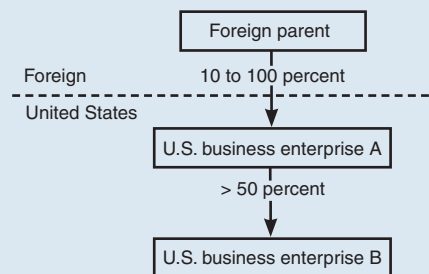 Foreign parent
Foreign
10 to 100 percent
United States
U.S. business enterprise A
> 50 percent
U.S. business enterprise B